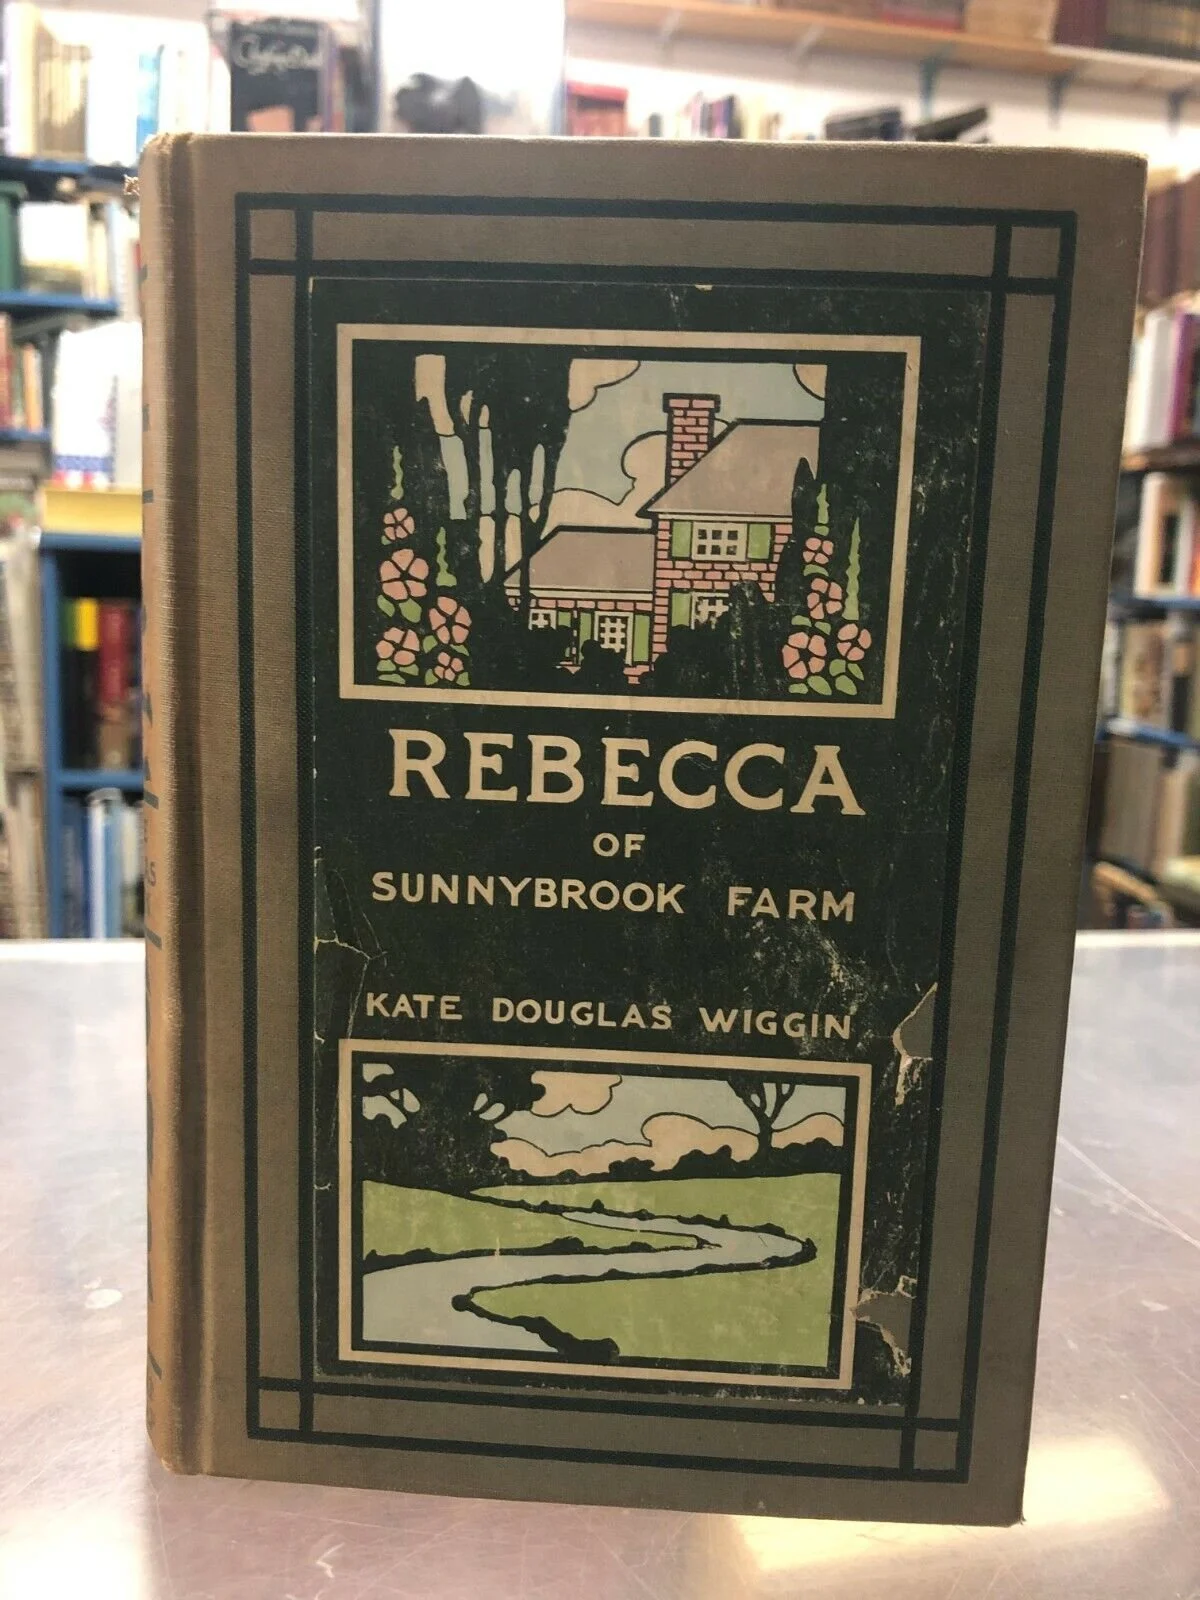 REBECCA
OF
SUNNYBROOK FARM
KATE DOUGLAS WIGGIN